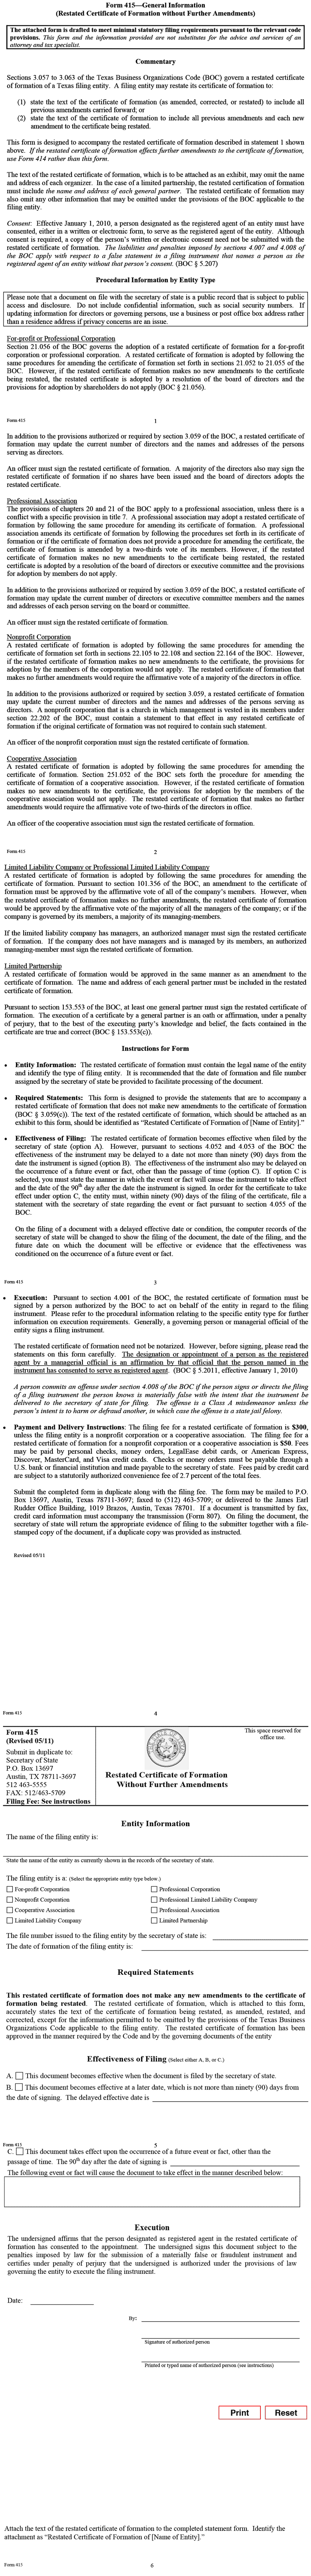 Form 415—General Information
(Restated Certificate of Formation without Further Amendments)
The attached form is drafted to meet minimal statutory filing requirements pursuant to the relevant code
provisions. This form and the information provided are not substitutes for the advice and services of an
attorney and tax specialist.
Commentary
Sections 3.057 to 3.063 of the Texas Business Organizations Code (BOC) govern a restated certificate
of formation of a Texas filing entity. A filing entity may restate its certificate of formation to:
(1) state the text of the certificate of formation (as amended, corrected, or restated) to include all
previous amendments carried forward; or
(2) state the text of the certificate of formation to include all previous amendments and each new
amendment to the certificate being restated.
This form is designed to accompany the restated certificate of formation described in statement 1 shown
above. If the restated certificate of formation effects further amendments to the certificate of formation,
use Form 414 rather than this form.
The text of the restated certificate of formation, which is to be attached as an exhibit, may omit the name
and address of each organizer. In the case of a limited partnership, the restated certification of formation
must include the name and address of each general partner. The restated certificate of formation may
also omit any other information that may be omitted under the provisions of the BOC applicable to the
filing entity.
Consent: Effective January 1, 2010, a person designated as the registered agent of an entity must have
consented, either in a written or electronic form, to serve as the registered agent of the entity. Although
consent is required, a copy of the person's written or electronic consent need not be submitted with the
restated certificate of formation. The liabilities and penalties imposed by sections 4.007 and 4.008 of
the BOC apply with respect to a false statement in a filing instrument that names a person as the
registered agent of an entity without that person's consent. (BOC § 5.207)
Procedural Information by Entity Type
Please note that a document on file with the secretary of state is a public record that is subject to public
access and disclosure. Do not include confidential information, such as social security numbers. If
updating information regarding directors or governing persons, use a business or post office box address rather
than a residence address if privacy concerns are an issue.
For-profit or Professional Corporation
Section 21.056 of the BOC governs the adoption of a restated certificate of formation for a for-profit
corporation or professional corporation. A restated certificate of formation is adopted by following the
same procedures for amending the certificate of formation set forth in sections 21.052 to 21.055 of the
BOC. However, if the restated certificate of formation makes no new amendments to the certificate
being restated, the restated certificate is adopted by a resolution of the board of directors and the
provisions for adoption by shareholders do not apply (BOC § 21.056).
Form 415
1
In addition to the provisions authorized or required by section 3.059 of the BOC, a restated certificate of
formation may update the current number of directors and the names and addresses of the persons
serving as directors.
An officer must sign the restated certificate of formation. A majority of the directors also may sign the
restated certificate of formation if no shares have been issued and the board of directors adopts the
restated certificate.
Professional Association
The provisions of chapters 20 and 21 of the BOC apply to a professional association, unless there is a
conflict with a specific provision in title 7. A professional association may adopt a restated certificate of
formation by following the same procedure for amending its certificate of formation. A professional
association amends its certificate of formation by following the procedures set forth in its certificate of
formation or if the certificate of formation does not provide a procedure for amending the certificate, the
certificate of formation is amended by a two-thirds vote of its members. However, if the restated
certificate of formation makes no new amendments to the certificate being restated, the restated
certificate is adopted by a resolution of the board of directors or executive committee and the provisions
for adoption by members do not apply.
In addition to the provisions authorized or required by section 3.059 of the BOC, a restated certificate of
formation may update the current number of directors or executive committee members and the names
and addresses of each person serving on the board or committee.
An officer must sign the restated certificate of formation.
Nonprofit Corporation
A restated certificate of formation is adopted by following the same procedures for amending the
certificate of formation set forth in sections 22.105 to 22.108 and section 22.164 of the BOC. However,
if the restated certificate of formation makes no new amendments to the certificate, the provisions for
adoption by the members of the corporation would not apply. The restated certificate of formation that
makes no further amendments would require the affirmative vote of a majority of the directors in office.
In addition to the provisions authorized or required by section 3.059, a restated certificate of formation
may update the current number of directors and the names and addresses of the persons serving as
directors. A nonprofit corporation that is a church in which management is vested in its members under
section 22.202 of the BOC, must contain a statement to that effect in any restated certificate of
formation if the original certificate of formation was not required to contain such statement.
An officer of the nonprofit corporation must sign the restated certificate of formation.
Cooperative Association
A restated certificate of formation is adopted by following the same procedures for amending the
certificate of formation. Section 251.052 of the BOC sets forth the procedure for amending the
certificate of formation of a cooperative association. However, if the restated certificate of formation
makes no new amendments to the certificate, the provisions for adoption by the members of the
cooperative association would not apply. The restated certificate of formation that makes no further
amendments would require the affirmative vote of two-thirds of the directors in office.
An officer of the cooperative association must sign the restated certificate of formation.
Form 415
2
Limited Liability Company or Professional Limited Liability Company
A restated certificate of formation is adopted by following the same procedures for amending the
certificate of formation. Pursuant to section 101.356 of the BOC, an amendment to the certificate of
formation must be approved by the affirmative vote of all of the company's members. However, when
the restated certificate of formation makes no further amendments, the restated certificate of formation
would be approved by the affirmative vote of the majority of all the managers of the company; or if the
company is governed by its members, a majority of its managing-members.
If the limited liability company has managers, an authorized manager must sign the restated certificate
of formation. If the company does not have managers and is managed by its members, an authorized
managing-member must sign the restated certificate of formation.
Limited Partnership
A restated certificate of formation would be approved in the same manner as an amendment to the
certificate of formation. The name and address of each general partner must be included in the restated
certificate of formation.
Pursuant to section 153.553 of the BOC, at least one general partner must sign the restated certificate of
formation. The execution of a certificate by a general partner is an oath or affirmation, under a penalty
of perjury, that to the best of the executing party's knowledge and belief, the facts contained in the
certificate are true and correct (BOC § 153.553(c)).
Instructions for Form
• Entity Information: The restated certificate of formation must contain the legal name of the entity
and identify the type of filing entity. It is recommended that the date of formation and file number
assigned by the secretary of state be provided to facilitate processing of the document.
• Required Statements: This form is designed to provide the statements that are to accompany a
restated certificate of formation that does not make new amendments to the certificate of formation
(BOC § 3.059(c)). The text of the restated certificate of formation, which should be attached as an
exhibit to this form, should be identified as “Restated Certificate of Formation of [Name of Entity].”
• Effectiveness of Filing: The restated certificate of formation becomes effective when filed by the
secretary of state (option A). However, pursuant to sections 4.052 and 4.053 of the BOC the
effectiveness of the instrument may be delayed to a date not more than ninety (90) days from the
date the instrument is signed (option B). The effectiveness of the instrument also may be delayed on
the occurrence of a future event or fact, other than the passage of time (option C). If option C is
selected, you must state the manner in which the event or fact will cause the instrument to take effect
and the date of the 90th day after the date the instrument is signed. In order for the certificate to take
effect under option C, the entity must, within ninety (90) days of the filing of the certificate, file a
statement with the secretary of state regarding the event or fact pursuant to section 4.055 of the
BOC.
On the filing of a document with a delayed effective date or condition, the computer records of the
secretary of state will be changed to show the filing of the document, the date of the filing, and the
future date on which the document will be effective or evidence that the effectiveness was
conditioned on the occurrence of a future event or fact.
Form 415
3
• Execution: Pursuant to section 4.001 of the BOC, the restated certificate of formation must be
signed by a person authorized by the BOC to act on behalf of the entity in regard to the filing
instrument. Please refer to the procedural information relating to the specific entity type for further
information on execution requirements. Generally, a governing person or managerial official of the
entity signs a filing instrument.
The restated certificate of formation need not be notarized. However, before signing, please read the
statements on this form carefully. The designation or appointment of a person as the registered
agent by a managerial official is an affirmation by that official that the person named in the
instrument has consented to serve as registered agent. (BOC § 5.2011, effective January 1, 2010)
A person commits an offense under section 4.008 of the BOC if the person signs or directs the filing
of a filing instrument the person knows is materially false with the intent that the instrument be
delivered to the secretary of state for filing. The offense is a Class A misdemeanor unless the
person's intent is to harm or defraud another, in which case the offense is a state jail felony.
• Payment and Delivery Instructions: The filing fee for a restated certificate of formation is $300,
unless the filing entity is a nonprofit corporation or cooperative association. The filing fee for a
restated certificate of formation for a nonprofit corporation or a cooperative association is $50. Fees
may be paid by personal checks, money orders, LegalEase debit cards, or American Express,
Discover, MasterCard, and Visa credit cards. Checks or money orders must be payable through a
U.S. bank or financial institution and made payable to the secretary of state. Fees paid by credit card
are subject to a statutorily authorized convenience fee of 2.7 percent of the total fees.
Submit the completed form in duplicate along with the filing fee. The form may be mailed to P.O.
Box 13697, Austin, Texas 78711-3697; faxed to (512) 463-5709; or delivered to the James Earl
Rudder Office Building, 1019 Brazos, Austin, Texas 78701. If a document is transmitted by fax,
credit card information must accompany the transmission (Form 807). On filing the document, the
secretary of state will return the appropriate evidence of filing to the submitter together with a file-
stamped copy of the document, if a duplicate copy was provided as instructed.
Revised 05/11
Form 415
4
Form 415
(Revised 05/11)
Submit in duplicate to:
Secretary of State
P.O. Box 13697
Austin, TX 78711-3697
512 463-5555
FAX: 512/463-5709
Filing Fee: See instructions
Restated Certificate of Formation
Without Further Amendments
This space reserved for
office use.
Entity Information
The name of the filing entity is:
State the name of the entity as currently shown in the records of the secretary of state.
The filing entity is a: (Select the appropriate entity type below.)
For-profit Corporation
Professional Corporation
Nonprofit Corporation
Professional Limited Liability Company
Cooperative Association
Professional Association
Limited Liability Company
Limited Partnership
The file number issued to the filing entity by the secretary of state is:
The date of formation of the filing entity is:
Required Statements
This restated certificate of formation does not make any new amendments to the certificate of
formation being restated. The restated certificate of formation, which is attached to this form,
accurately states the text of the certificate of formation being restated, as amended, restated, and
corrected, except for the information permitted to be omitted by the provisions of the Texas Business
Organizations Code applicable to the filing entity. The restated certificate of formation has been
approved in the manner required by the Code and by the governing documents of the entity
Effectiveness of Filing (Select either A, B, or C.)
A. This document becomes effective when the document is filed by the secretary of state.
B. This document becomes effective at a later date, which is not more than ninety (90) days from
the date of signing. The delayed effective date is
Form 415
5
C. This document takes effect upon the occurrence of a future event or fact, other than the
passage of time. The 90th day after the date of signing is
The following event or fact will cause the document to take effect in the manner described below:
Execution
The undersigned affirms that the person designated as registered agent in the restated certificate of
formation has consented to the appointment. The undersigned signs this document subject to the
penalties imposed by law for the submission of a materially false or fraudulent instrument and
certifies under penalty of perjury that the undersigned is authorized under the provisions of law
governing the entity to execute the filing instrument.
Date:
By:
Signature of authorized person
Printed or typed name of authorized person (see instructions)
Print
Reset
Attach the text of the restated certificate of formation to the completed statement form. Identify the
attachment as “Restated Certificate of Formation of [Name of Entity].”
Form 415
6